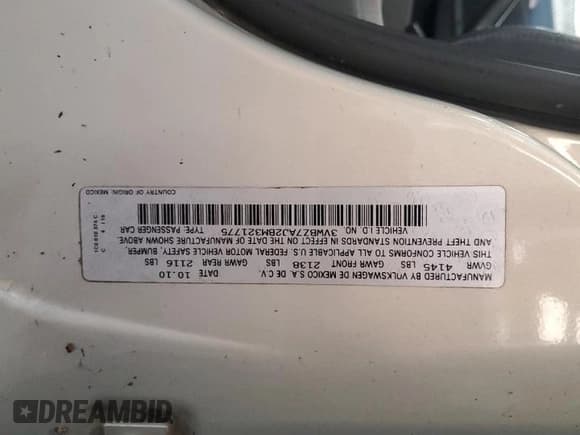 MANUFACTURED BY VOLKSWAGEN DE MEXICO S.A. DE C.V. DATE 10.10
GVWR 4145 LBS GAWR FRONT 2138 LBS GAWR REAR 2116 LBS
THIS VEHICLE CONFORMS TO ALL APPLICABLE U.S. FEDERAL MOTOR VEHICLE SAFETY, BUMPER,
AND THEFT PREVENTION STANDARDS IN EFFECT ON THE DATE OF MANUFACTURE SHOWN ABOVE.
VEHICLE I.D. NO. TYPE: PASSENGER CAR
3VWBZ7AJ2BM321775
COUNTRY OF ORIGIN: MEXICO
DREAMBID